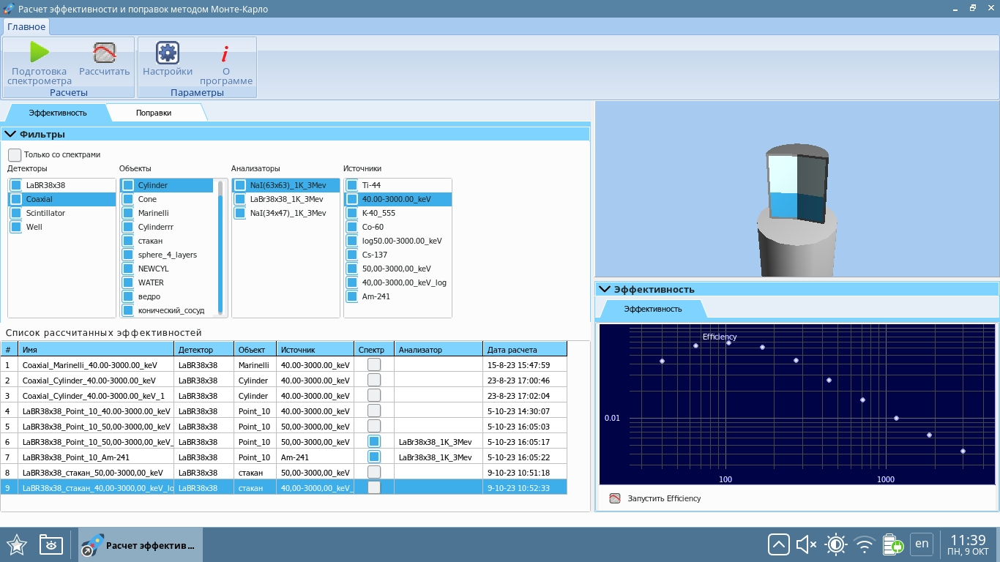 Расчет эффективности и поправок методом Монте-Карло
Главное
Подготовка спектрометра
Рассчитать
Настройки
О программе
Расчеты
Параметры
Эффективность
Поправки
Фильтры
Только со спектрами
Детекторы
LaBR38x38
Coaxial
Scintillator
Well
Объекты
Cylinder
Cone
Marinelli
Cylinderrr
стакан
sphere_4_layers
NEWCYL
WATER
ведро
конический_сосуд
Анализаторы
NaI(63x63)_1K_3Mev
LaBr38x38_1K_3Mev
NaI(34x47)_1K_3Mev
Источники
Ti-44
40.00-3000.00_keV
K-40_555
Co-60
log50.00-3000.00_keV
Cs-137
50,00-3000,00_keV
40,00-3000,00_keV_log
Am-241
Список рассчитанных эффективностей
# Имя Детектор Объект Источник Спектр Анализатор Дата расчета
1 Coaxial_Marinelli_40.00-3000.00_keV LaBR38x38 Marinelli 40.00-3000.00_keV 15-8-23 15:47:59
2 Coaxial_Cylinder_40.00-3000.00_keV LaBR38x38 Cylinder 40.00-3000.00_keV 23-8-23 17:00:46
3 Coaxial_Cylinder_40.00-3000.00_keV_1 LaBR38x38 Cylinder 40.00-3000.00_keV 23-8-23 17:02:04
4 LaBR38x38_Point_10_40.00-3000.00_keV LaBR38x38 Point_10 40.00-3000.00_keV 5-10-23 14:30:07
5 LaBR38x38_Point_10_50,00-3000,00_keV LaBR38x38 Point_10 50,00-3000,00_keV 5-10-23 16:05:03
6 LaBR38x38_Point_10_50,00-3000,00_keV_ LaBR38x38 Point_10 50,00-3000,00_keV LaBr38x38_1K_3Mev 5-10-23 16:05:17
7 LaBR38x38_Point_10_Am-241 LaBR38x38 Point_10 Am-241 LaBr38x38_1K_3Mev 5-10-23 16:05:22
8 LaBR38x38_стакан_50,00-3000,00_keV LaBR38x38 стакан 50,00-3000,00_keV 9-10-23 10:51:18
9 LaBR38x38_стакан_40,00-3000,00_keV_lo LaBR38x38 стакан 40,00-3000,00_keV_ 9-10-23 10:52:33
Эффективность
Эффективность
Efficiency
0.01
100 1000
Запустить Efficiency
Расчет эффектив...
en
11:39
ПН, 9 ОКТ